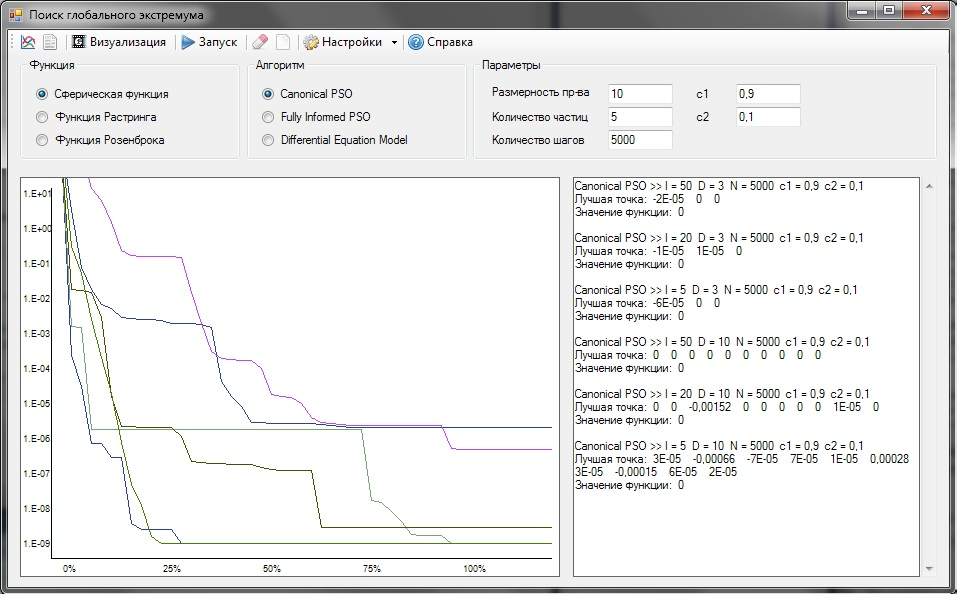 Поиск глобального экстремума
Визуализация Запуск Настройки Справка
Функция
Сферическая функция
Функция Растринга
Функция Розенброка
Алгоритм
Canonical PSO
Fully Informed PSO
Differential Equation Model
Параметры
Размерность пр-ва 10 c1 0,9
Количество частиц 5 c2 0,1
Количество шагов 5000
1.E+01
1.E+00
1.E-01
1.E-02
1.E-03
1.E-04
1.E-05
1.E-06
1.E-07
1.E-08
1.E-09
0% 25% 50% 75% 100%
Canonical PSO >> I = 50 D = 3 N = 5000 c1 = 0,9 c2 = 0,1
Лучшая точка: -2E-05 0 0
Значение функции: 0
Canonical PSO >> I = 20 D = 3 N = 5000 c1 = 0,9 c2 = 0,1
Лучшая точка: -1E-05 1E-05 0
Значение функции: 0
Canonical PSO >> I = 5 D = 3 N = 5000 c1 = 0,9 c2 = 0,1
Лучшая точка: -6E-05 0 0
Значение функции: 0
Canonical PSO >> I = 50 D = 10 N = 5000 c1 = 0,9 c2 = 0,1
Лучшая точка: 0 0 0 0 0 0 0 0 0 0
Значение функции: 0
Canonical PSO >> I = 20 D = 10 N = 5000 c1 = 0,9 c2 = 0,1
Лучшая точка: 0 0 -0,00152 0 0 0 0 0 1E-05 0
Значение функции: 0
Canonical PSO >> I = 5 D = 10 N = 5000 c1 = 0,9 c2 = 0,1
Лучшая точка: 3E-05 -0,00066 -7E-05 7E-05 1E-05 0,00028
3E-05 -0,00015 6E-05 2E-05
Значение функции: 0